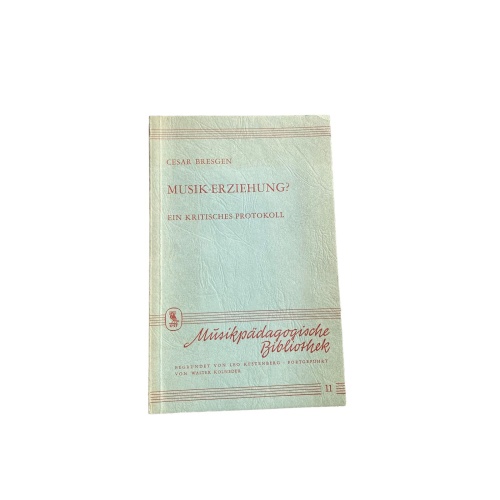 CESAR BRESGEN
MUSIK-ERZIEHUNG?
EIN KRITISCHES PROTOKOLL
Musikpädagogische
Bibliothek
BEGRÜNDET VON LEO KESTENBERG · FORTGEFÜHRT
VON WALTER KOLNEDER
11